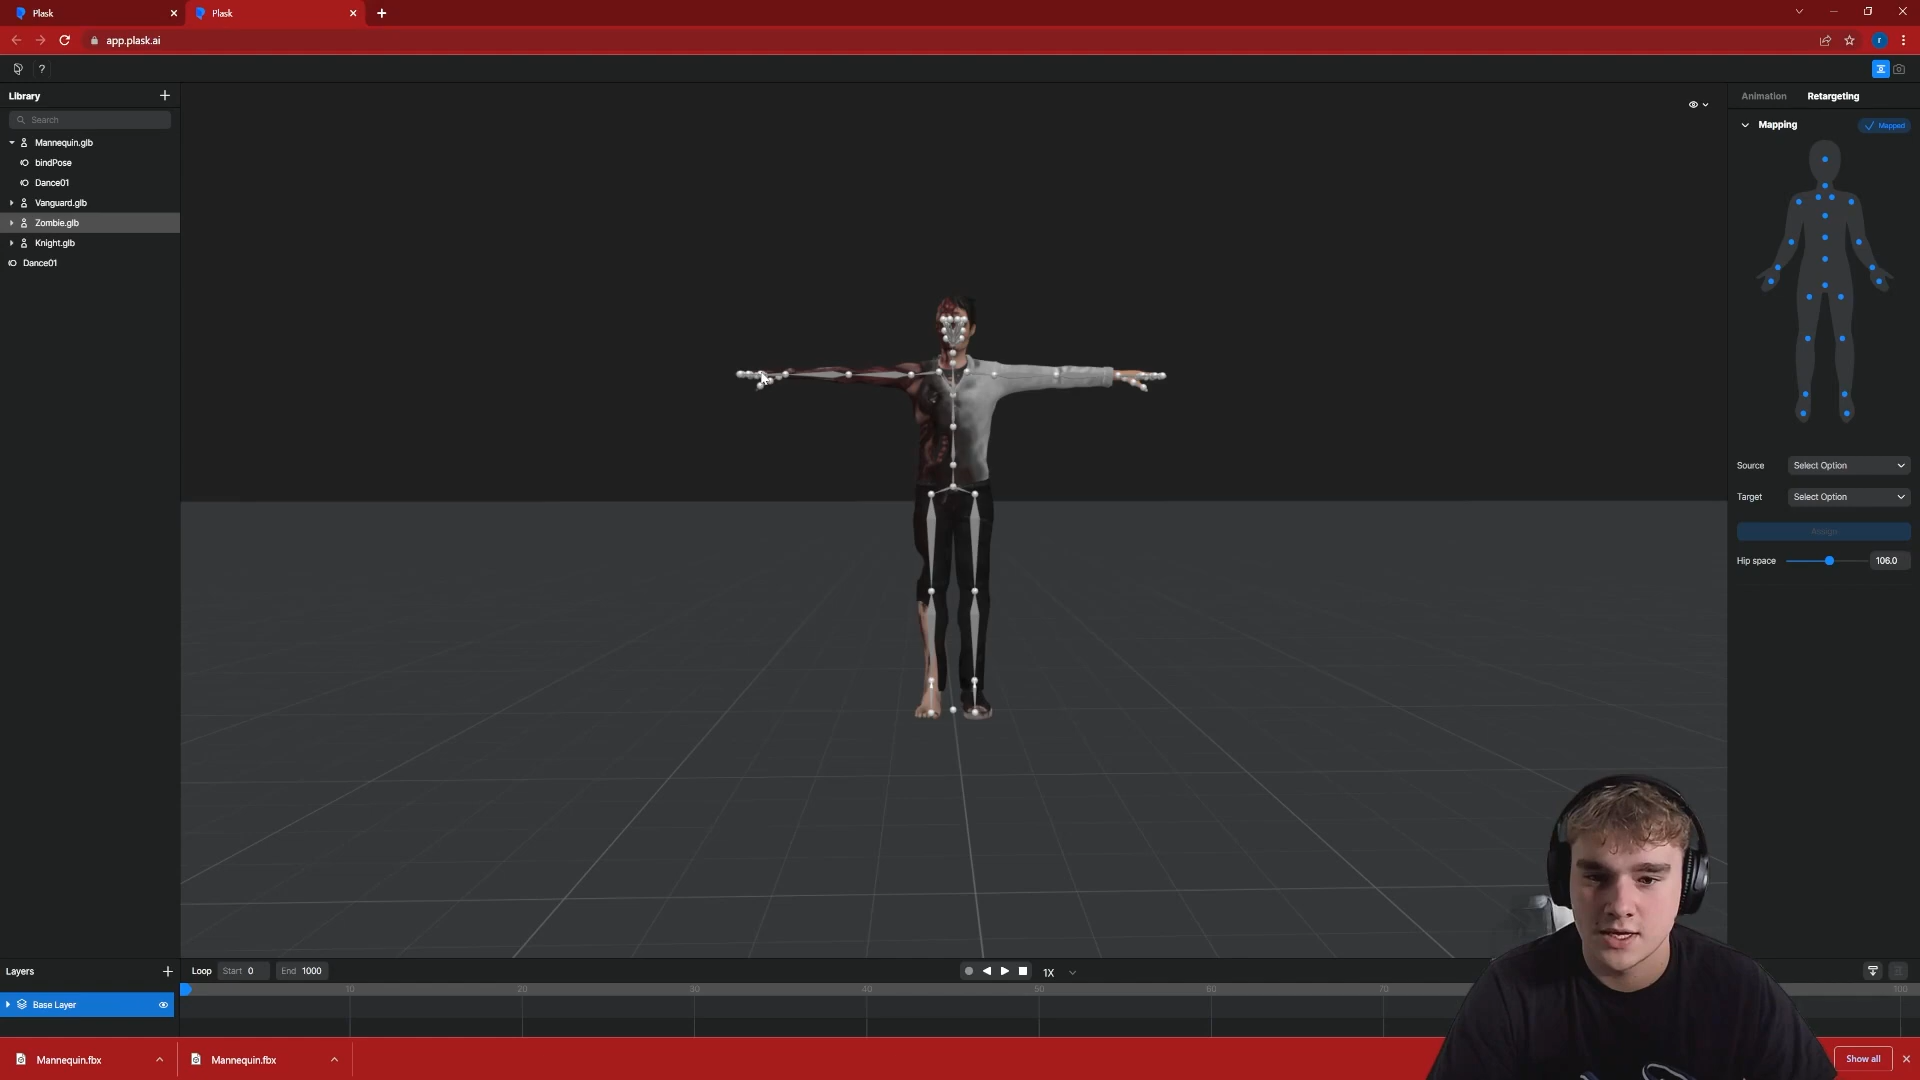 Plask
Plask
app.plask.ai
r
?
Library
Search
Mannequin.glb
bindPose
Dance01
Vanguard.glb
Zombie.glb
Knight.glb
Dance01
Animation
Retargeting
Mapping
Mapped
Source
Select Option
Target
Select Option
Assign
Hip space
106.0
Layers
Loop
Start 0
End 1000
1X
Base Layer
10
20
30
40
50
60
70
100
Mannequin.fbx
Mannequin.fbx
Show all